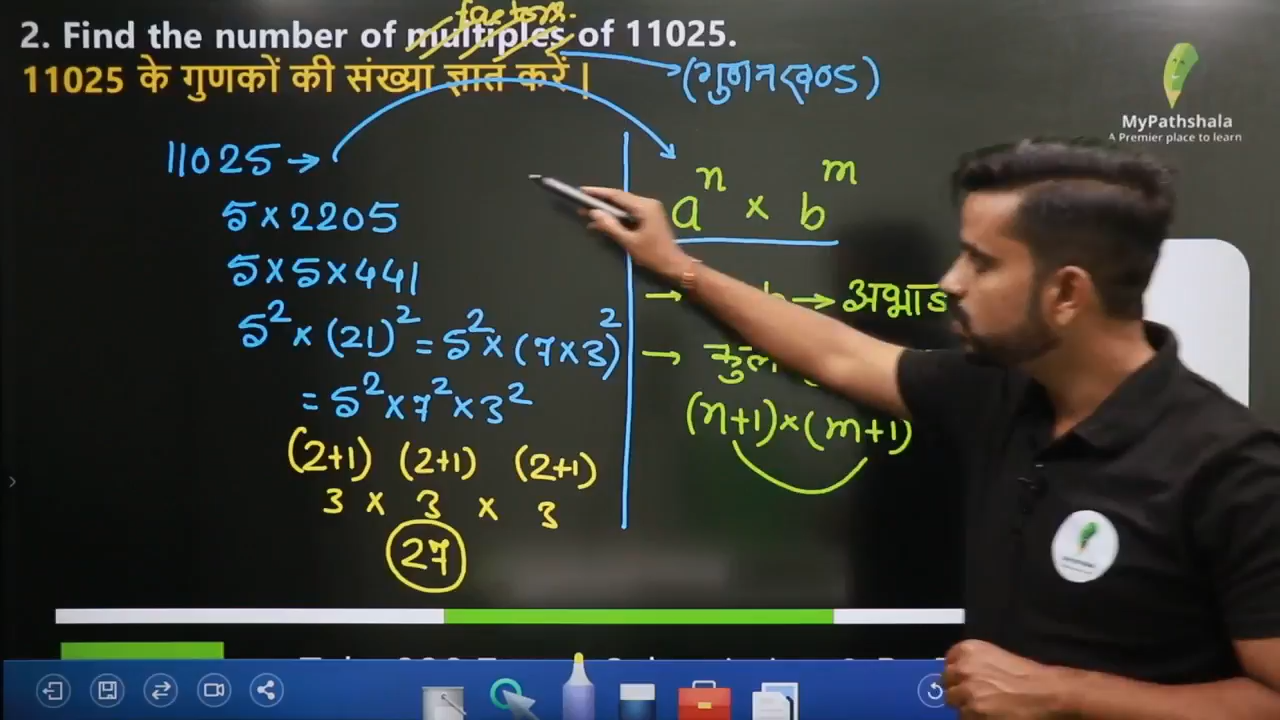 factors.
2. Find the number of multiples of 11025.
11025 के गुणकों की संख्या ज्ञात करें |
(गुणनखण्ड)
MyPathshala
A Premier place to learn
11025 →
5 × 2205
5 × 5 × 441
5² × (21)² = 5² × (7 × 3)²
= 5² × 7² × 3²
(2+1) (2+1) (2+1)
3 × 3 × 3
27
aⁿ × bᵐ
→ b → अभाज
→ कुल
(n+1) × (m+1)